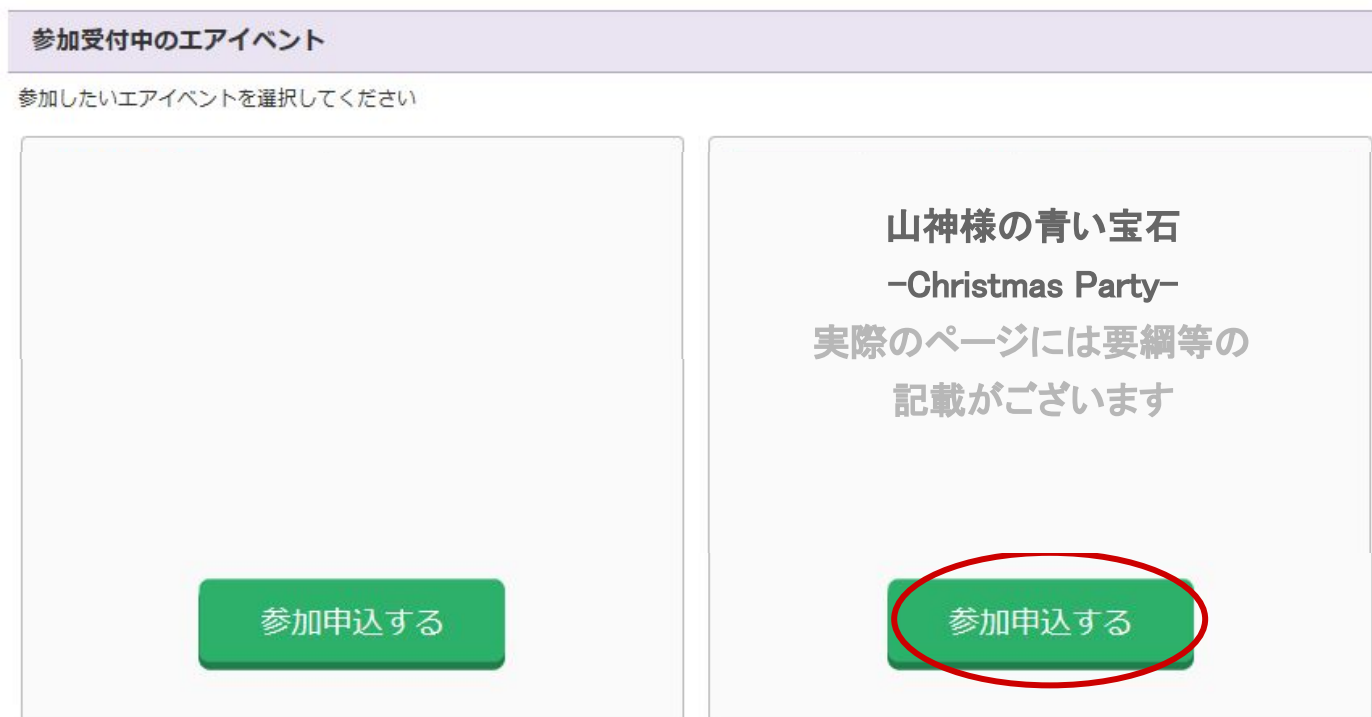 参加受付中のエアイベント
参加したいエアイベントを選択してください
山神様の青い宝石
-Christmas Party-
実際のページには要綱等の
記載がございます
参加申込する
参加申込する